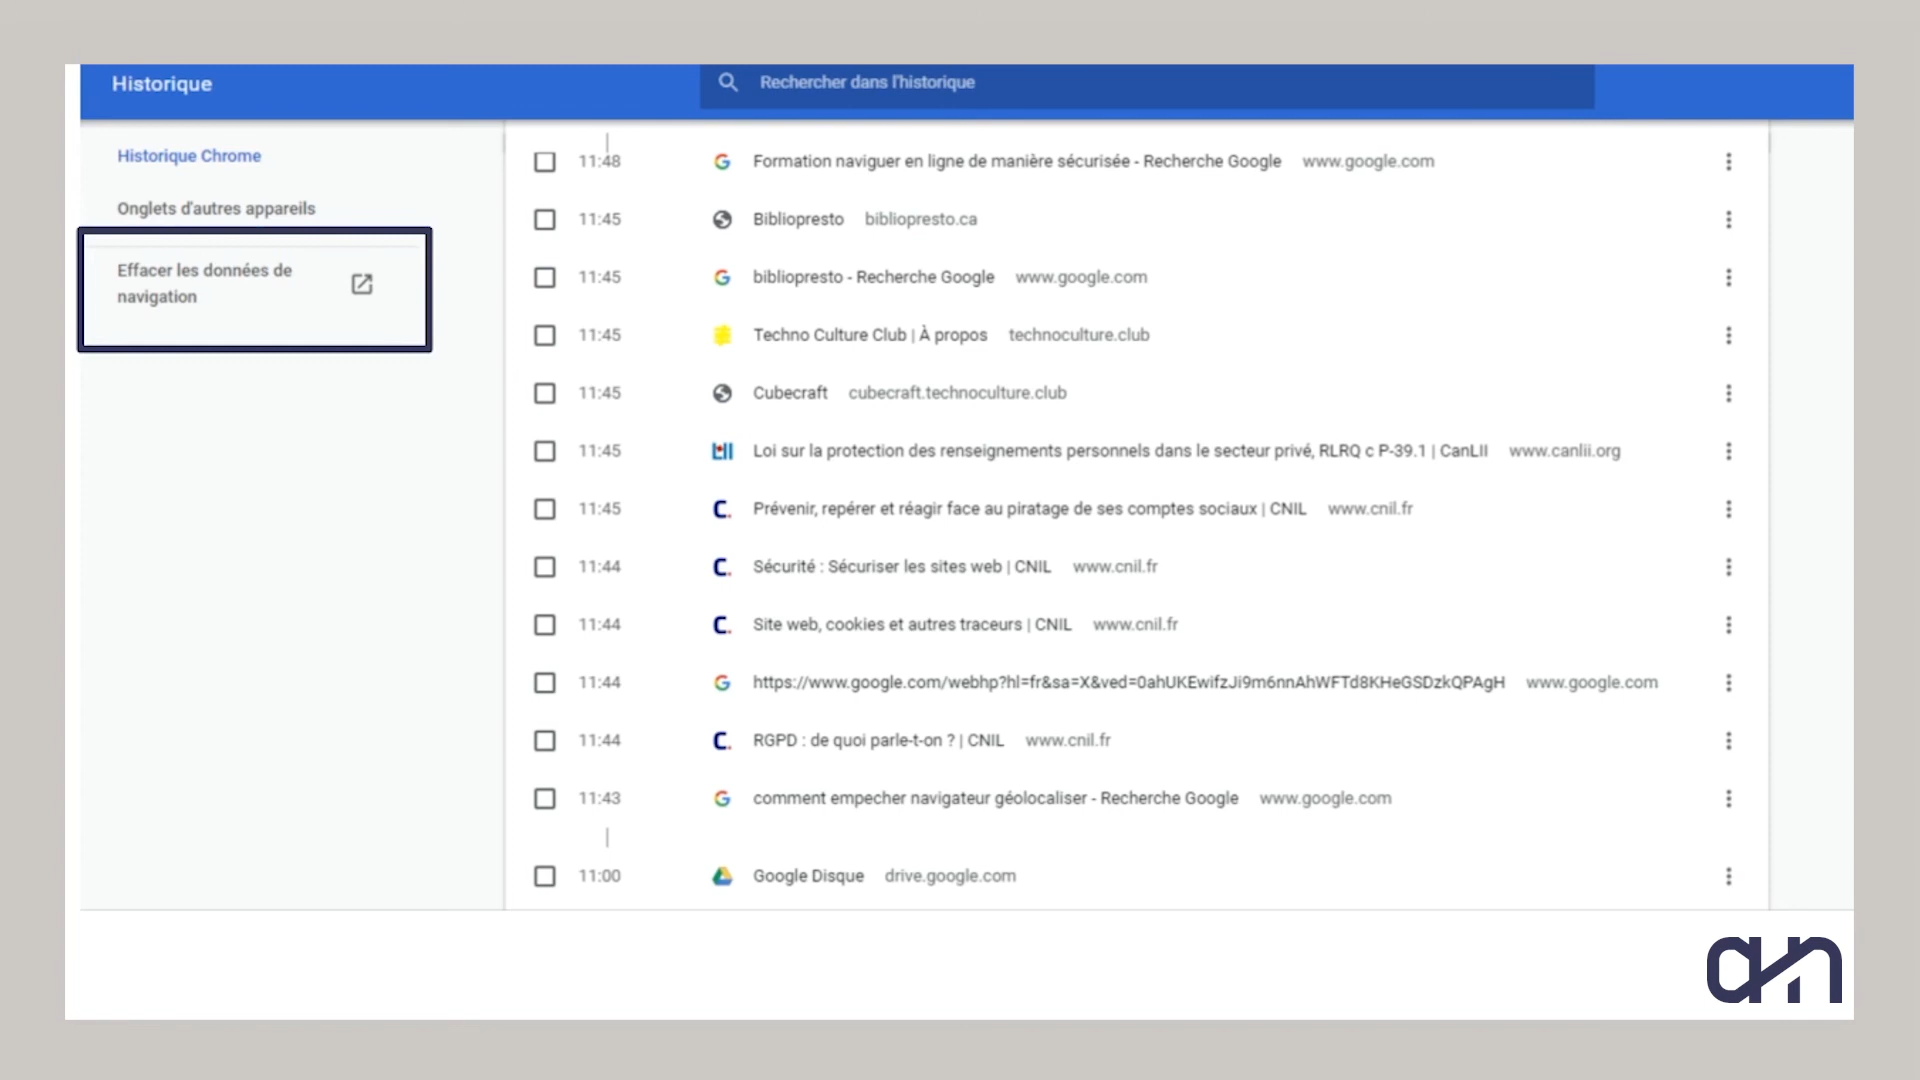 Historique
Rechercher dans l'historique
Historique Chrome
Onglets d'autres appareils
Effacer les données de
navigation
11:48 Formation naviguer en ligne de manière sécurisée - Recherche Google www.google.com
11:45 Bibliopresto bibliopresto.ca
11:45 bibliopresto - Recherche Google www.google.com
11:45 Techno Culture Club | À propos technoculture.club
11:45 Cubecraft cubecraft.technoculture.club
11:45 Loi sur la protection des renseignements personnels dans le secteur privé, RLRQ c P-39.1 | CanLII www.canlii.org
11:45 Prévenir, repérer et réagir face au piratage de ses comptes sociaux | CNIL www.cnil.fr
11:44 Sécurité : Sécuriser les sites web | CNIL www.cnil.fr
11:44 Site web, cookies et autres traceurs | CNIL www.cnil.fr
11:44 https://www.google.com/webhp?hl=fr&sa=X&ved=0ahUKEwifzJi9m6nnAhWFTd8KHeGSDzkQPAgH www.google.com
11:44 RGPD : de quoi parle-t-on ? | CNIL www.cnil.fr
11:43 comment empecher navigateur géolocaliser - Recherche Google www.google.com
11:00 Google Disque drive.google.com
an